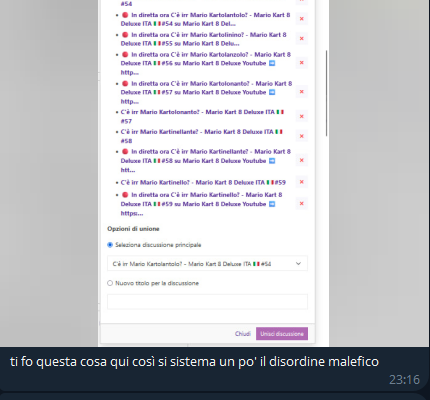 #54
🔴 In diretta ora C'è irr Mario Kartolantolo? - Mario Kart 8
Deluxe ITA 🇮🇹#54 su Mario Kart 8 Del...
🔴 In diretta ora C'è irr Mario Kartolinino? - Mario Kart 8
Deluxe ITA 🇮🇹#55 su Mario Kart 8 Delu...
🔴 In diretta ora C'è irr Mario Kartolanzolo? - Mario Kart 8
Deluxe ITA 🇮🇹#56 su Mario Kart 8 Deluxe Youtube ➡️
http...
🔴 In diretta ora C'è irr Mario Kartolonanto? - Mario Kart 8
Deluxe ITA 🇮🇹#57 su Mario Kart 8 Deluxe Youtube ➡️
http...
C'è irr Mario Kartolonanto? - Mario Kart 8 Deluxe ITA 🇮🇹
#57
C'è irr Mario Kartinellante? - Mario Kart 8 Deluxe ITA 🇮🇹
#58
🔴 In diretta ora C'è irr Mario Kartinellante? - Mario Kart 8
Deluxe ITA 🇮🇹#58 su Mario Kart 8 Deluxe Youtube ➡️
htt...
C'è irr Mario Kartinello? - Mario Kart 8 Deluxe ITA 🇮🇹#59
🔴 In diretta ora C'è irr Mario Kartinello? - Mario Kart 8
Deluxe ITA 🇮🇹#59 su Mario Kart 8 Deluxe Youtube ➡️
https:...
Opzioni di unione
Seleziona discussione principale
C'è irr Mario Kartolantolo? - Mario Kart 8 Deluxe ITA 🇮🇹#54
Nuovo titolo per la discussione
Chiudi
Unisci discussione
ti fo questa cosa qui così si sistema un po' il disordine malefico
23:16